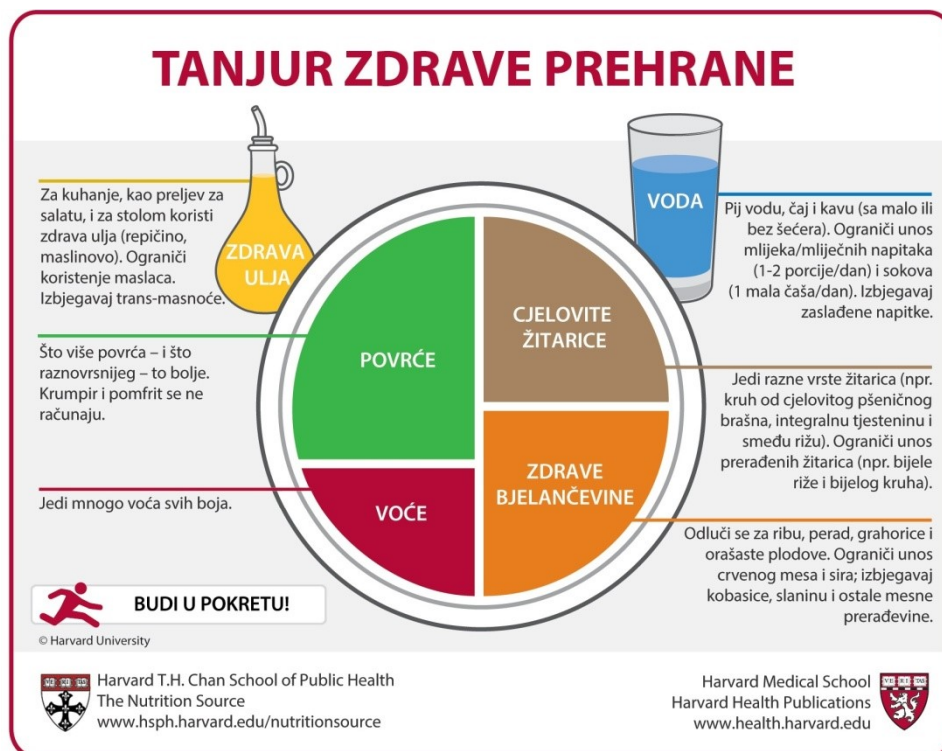 TANJUR ZDRAVE PREHRANE
Za kuhanje, kao preljev za
salatu, i za stolom koristi
zdrava ulja (repičino,
maslinovo). Ograniči
koristenje maslaca.
Izbjegavaj trans-masnoće.
ZDRAVA
ULJA
VODA
Pij vodu, čaj i kavu (sa malo ili
bez šećera). Ograniči unos
mlijeka/mliječnih napitaka
(1-2 porcije/dan) i sokova
(1 mala čaša/dan). Izbjegavaj
zaslađene napitke.
Što više povrća – i što
raznovrsnijeg – to bolje.
Krumpir i pomfrit se ne
računaju.
POVRĆE
CJELOVITE
ŽITARICE
Jedi razne vrste žitarica (npr.
kruh od cjelovitog pšeničnog
brašna, integralnu tjesteninu i
smeđu rižu). Ograniči unos
prerađenih žitarica (npr. bijele
riže i bijelog kruha).
Jedi mnogo voća svih boja.
VOĆE
ZDRAVE
BJELANČEVINE
Odluči se za ribu, perad, grahorice i
orašaste plodove. Ograniči unos
crvenog mesa i sira; izbjegavaj
kobasice, slaninu i ostale mesne
prerađevine.
BUDI U POKRETU!
© Harvard University
Harvard T.H. Chan School of Public Health
The Nutrition Source
www.hsph.harvard.edu/nutritionsource
Harvard Medical School
Harvard Health Publications
www.health.harvard.edu
VE RI TAS